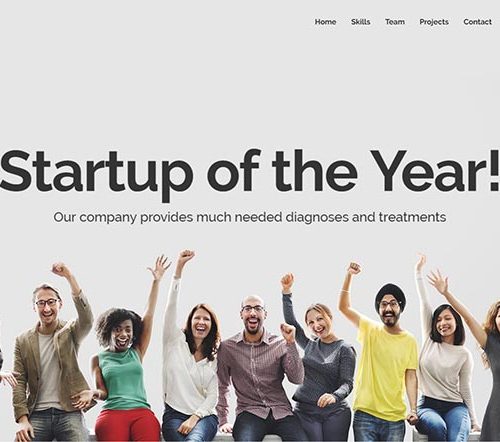 Home Skills Team Projects Contact
Startup of the Year!
Our company provides much needed diagnoses and treatments